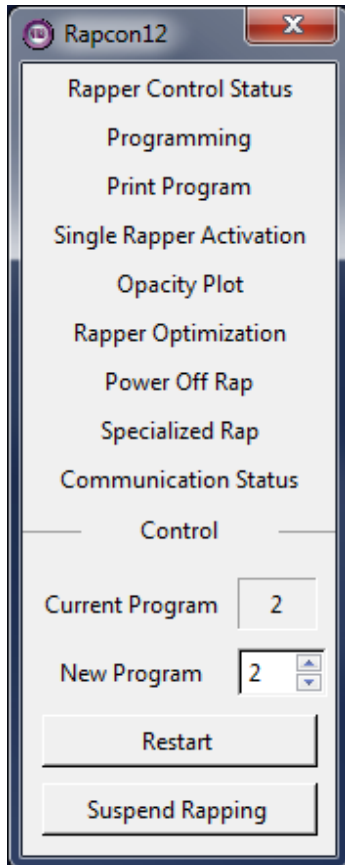 Rapcon12
Rapper Control Status
Programming
Print Program
Single Rapper Activation
Opacity Plot
Rapper Optimization
Power Off Rap
Specialized Rap
Communication Status
Control
Current Program 2
New Program 2
Restart
Suspend Rapping